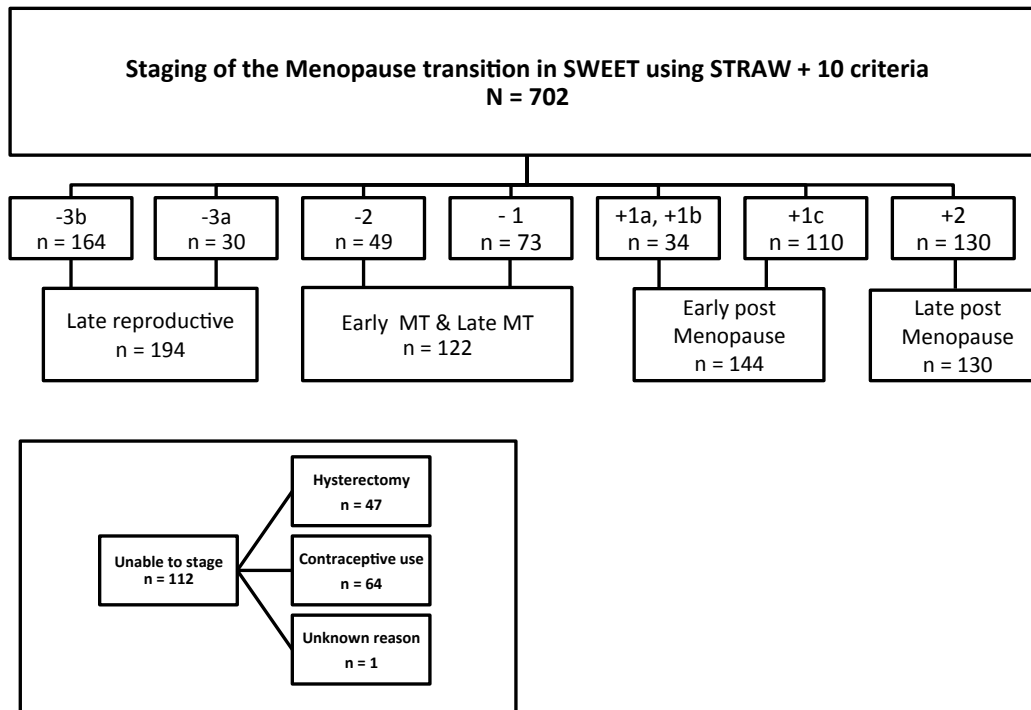 Staging of the Menopause transition in SWEET using STRAW + 10 criteria
N = 702
-3b
n = 164
-3a
n = 30
-2
n = 49
- 1
n = 73
+1a, +1b
n = 34
+1c
n = 110
+2
n = 130
Late reproductive
n = 194
Early MT & Late MT
n = 122
Early post
Menopause
n = 144
Late post
Menopause
n = 130
Hysterectomy
n = 47
Unable to stage
n = 112
Contraceptive use
n = 64
Unknown reason
n = 1